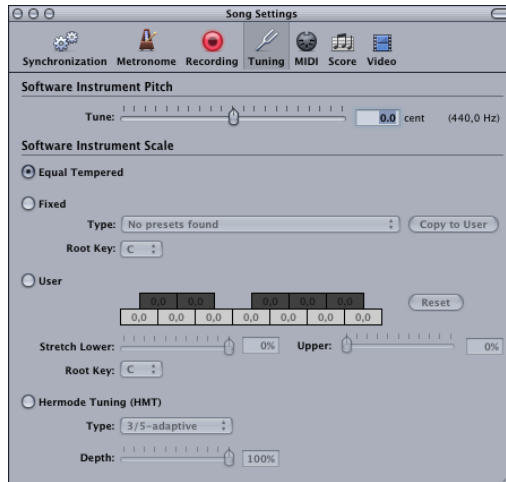 Song Settings
Synchronization Metronome Recording Tuning MIDI Score Video
Software Instrument Pitch
Tune: 0.0 cent (440,0 Hz)
Software Instrument Scale
Equal Tempered
Fixed
Type: No presets found Copy to User
Root Key: C
User
0,0 0,0 0,0 0,0 0,0 Reset
0,0 0,0 0,0 0,0 0,0 0,0 0,0
Stretch Lower: 0% Upper: 0%
Root Key: C
Hermode Tuning (HMT)
Type: 3/5-adaptive
Depth: 100%